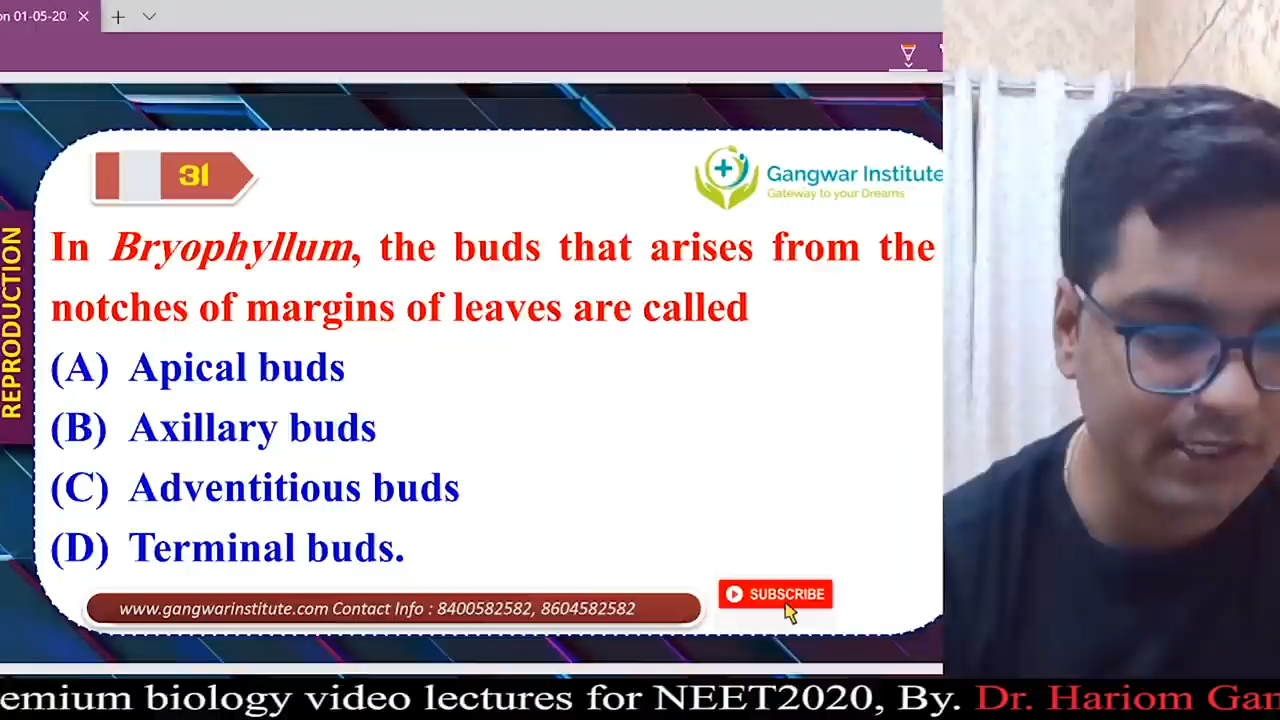 on 01-05-20
31
Gangwar Institute
Gateway to your Dreams
REPRODUCTION
In Bryophyllum, the buds that arises from the
notches of margins of leaves are called
(A) Apical buds
(B) Axillary buds
(C) Adventitious buds
(D) Terminal buds.
www.gangwarinstitute.com Contact Info : 8400582582, 8604582582
SUBSCRIBE
emium biology video lectures for NEET2020, By. Dr. Hariom Gan